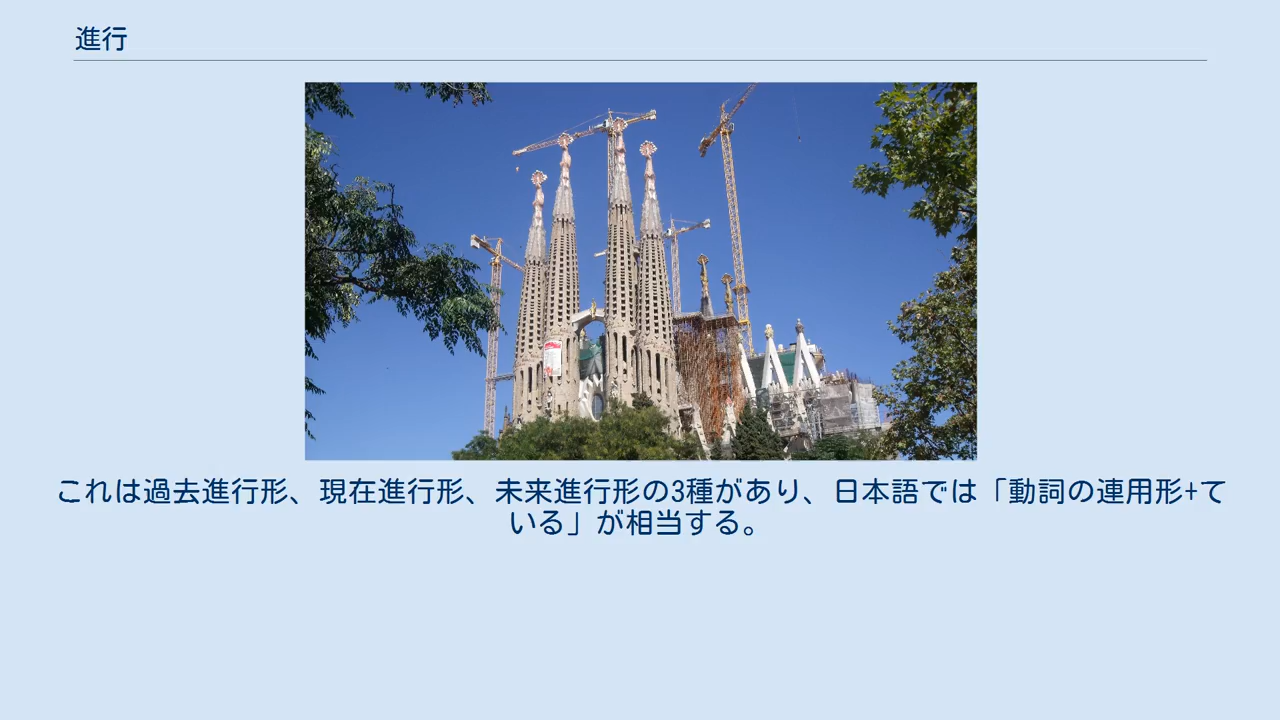 進行
これは過去進行形、現在進行形、未来進行形の3種があり、日本語では「動詞の連用形+て
いる」が相当する。